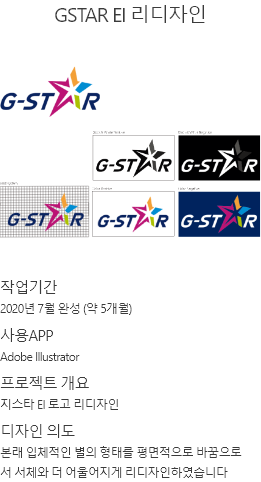 GSTAR EI 리디자인
G-STAR
G-STAR
G-STAR
G-STAR
G-STAR
G-STAR
작업기간
2020년 7월 완성 (약 5개월)
사용APP
Adobe Illustrator
프로젝트 개요
지스타 EI 로고 리디자인
디자인 의도
본래 입체적인 별의 형태를 평면적으로 바꿈으로
서 서체와 더 어울어지게 리디자인하였습니다